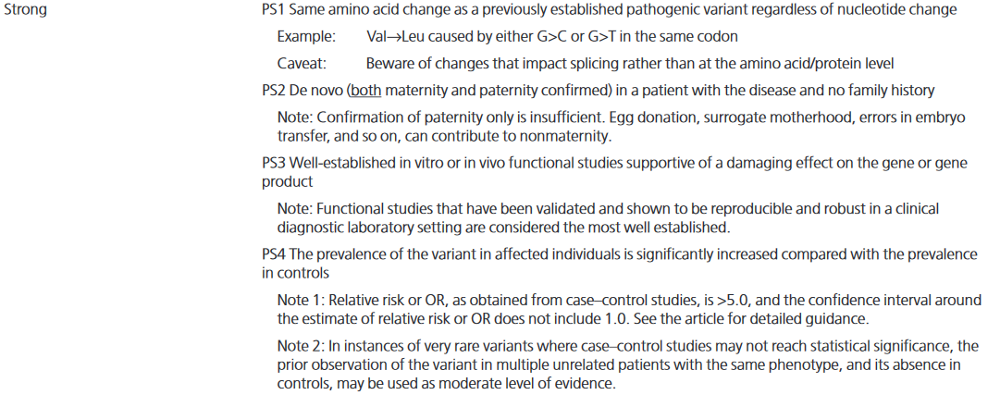 Strong PS1 Same amino acid change as a previously established pathogenic variant regardless of nucleotide change
Example: Val→Leu caused by either G>C or G>T in the same codon
Caveat: Beware of changes that impact splicing rather than at the amino acid/protein level
PS2 De novo (both maternity and paternity confirmed) in a patient with the disease and no family history
Note: Confirmation of paternity only is insufficient. Egg donation, surrogate motherhood, errors in embryo
transfer, and so on, can contribute to nonmaternity.
PS3 Well-established in vitro or in vivo functional studies supportive of a damaging effect on the gene or gene
product
Note: Functional studies that have been validated and shown to be reproducible and robust in a clinical
diagnostic laboratory setting are considered the most well established.
PS4 The prevalence of the variant in affected individuals is significantly increased compared with the prevalence
in controls
Note 1: Relative risk or OR, as obtained from case–control studies, is >5.0, and the confidence interval around
the estimate of relative risk or OR does not include 1.0. See the article for detailed guidance.
Note 2: In instances of very rare variants where case–control studies may not reach statistical significance, the
prior observation of the variant in multiple unrelated patients with the same phenotype, and its absence in
controls, may be used as moderate level of evidence.